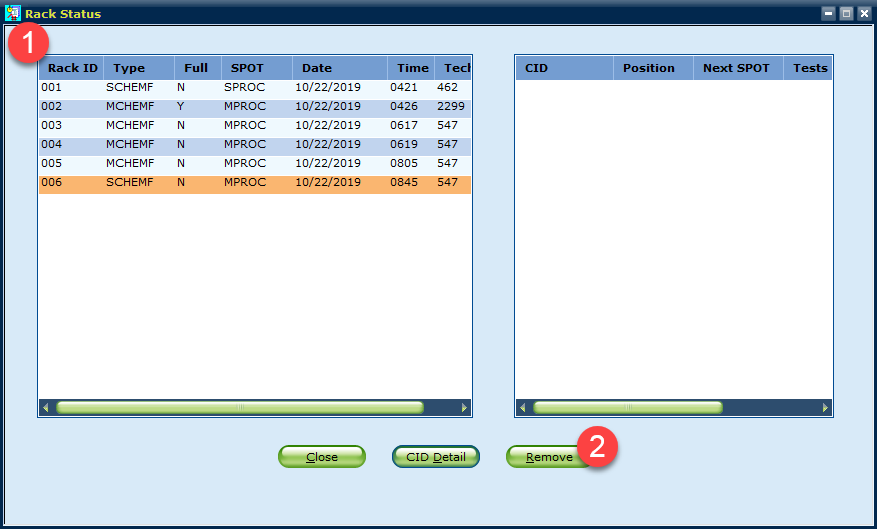 Rack Status
1
Rack ID Type Full SPOT Date Time Tech
001 SCHEMF N SPROC 10/22/2019 0421 462
002 MCHEMF Y MPROC 10/22/2019 0426 2299
003 MCHEMF N MPROC 10/22/2019 0617 547
004 MCHEMF N MPROC 10/22/2019 0619 547
005 MCHEMF N MPROC 10/22/2019 0805 547
006 SCHEMF N MPROC 10/22/2019 0845 547
CID Position Next SPOT Tests
Close CID Detail Remove 2